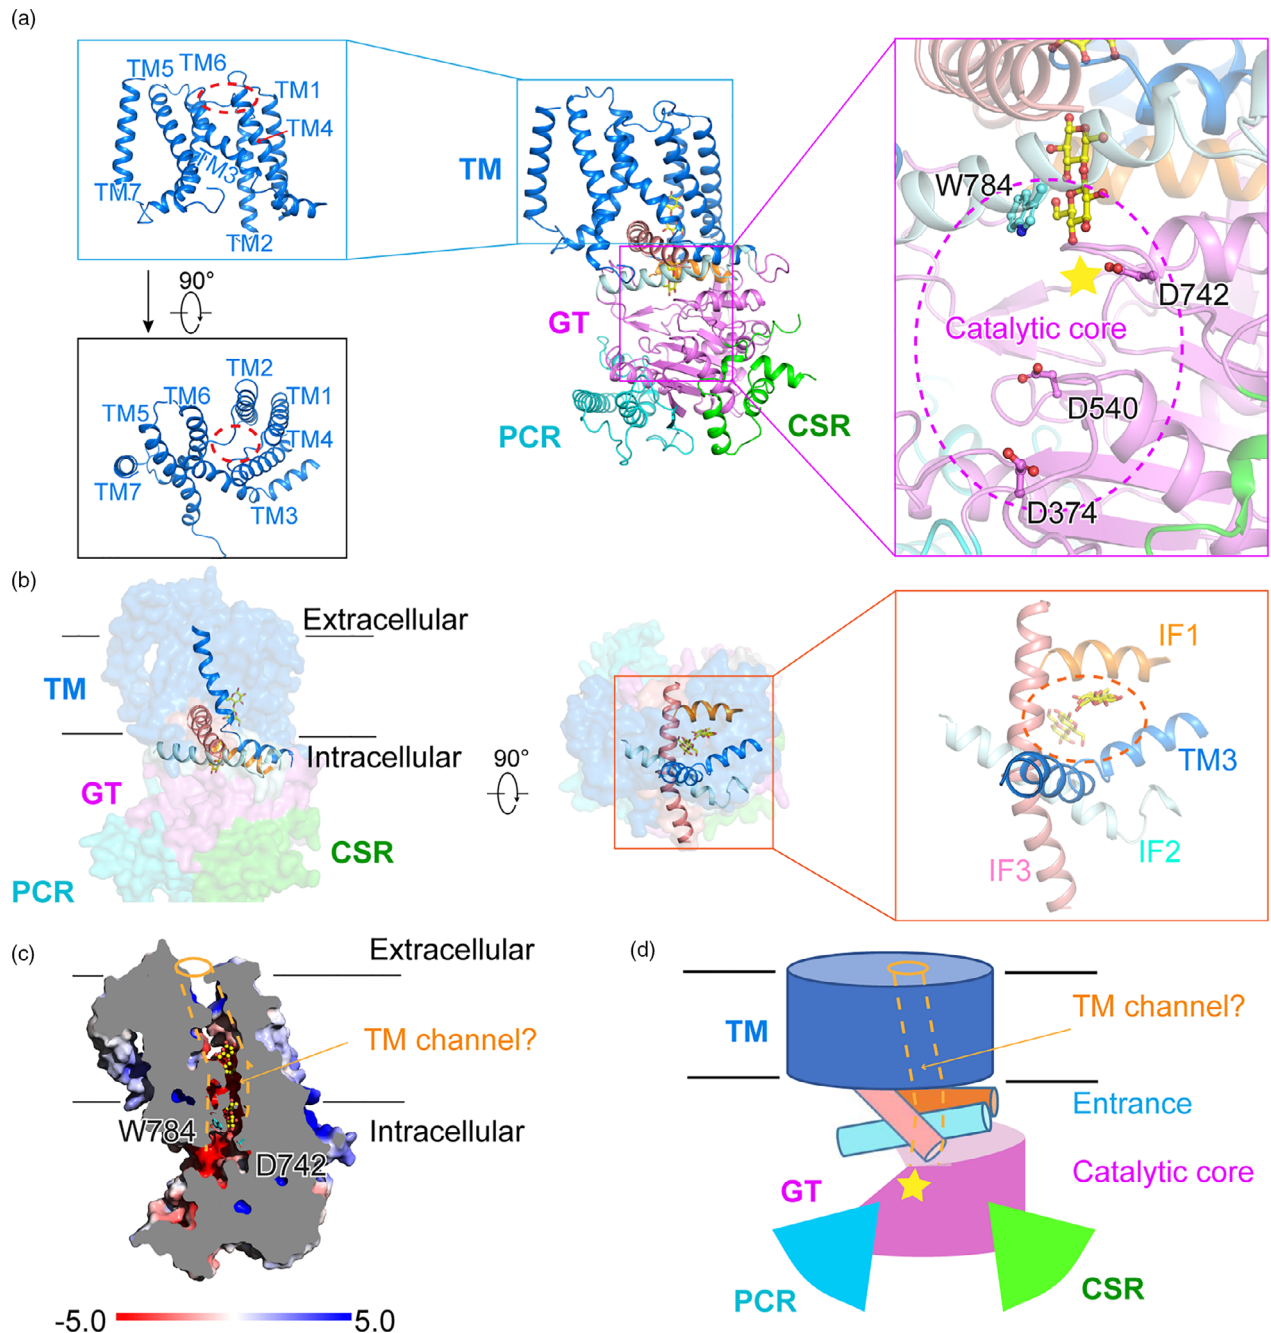 (a)
TM5
TM6
TM1
TM4
TM3
TM7
TM2
90°
TM2
TM6
TM1
TM5
TM4
TM7
TM3
TM
GT
PCR
CSR
W784
D742
Catalytic core
D540
D374
(b)
Extracellular
TM
Intracellular
GT
CSR
PCR
90°
IF1
TM3
IF2
IF3
(c)
Extracellular
TM channel?
W784
Intracellular
D742
-5.0
5.0
(d)
TM channel?
TM
Entrance
Catalytic core
GT
PCR
CSR